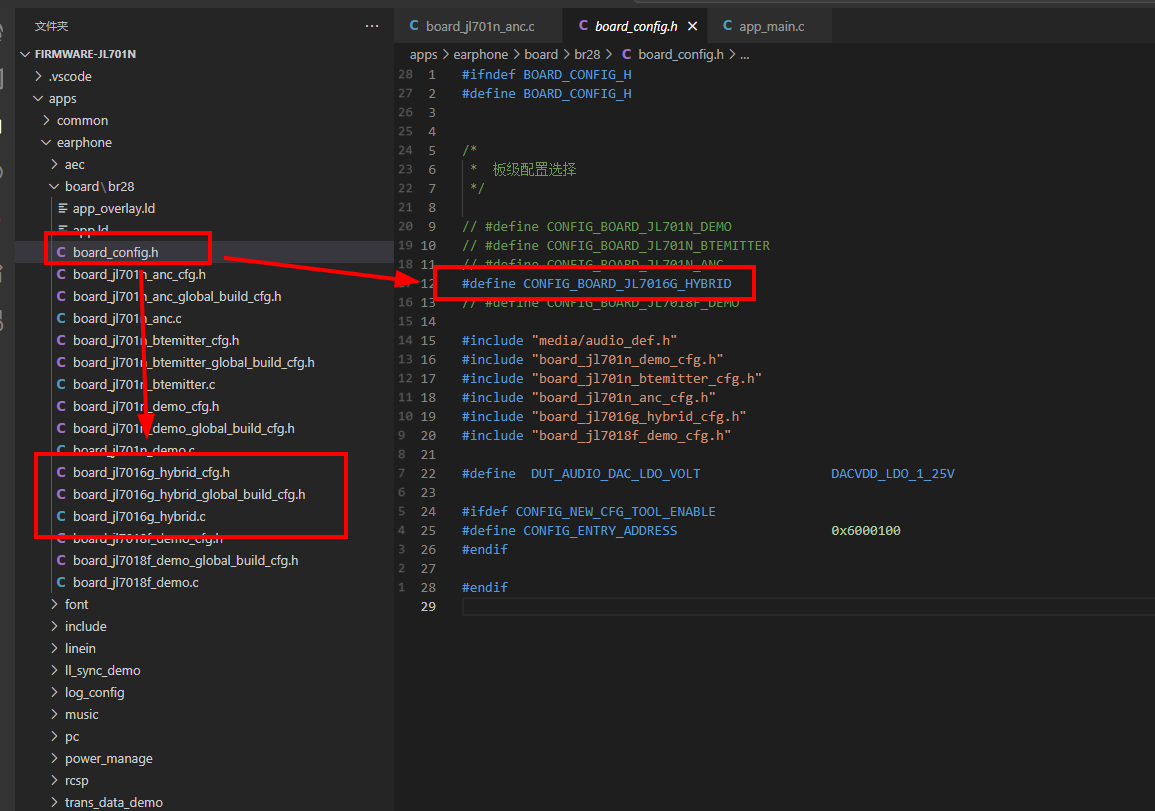 文件夹 ...
FIRMWARE-JL701N
.vscode
apps
common
earphone
aec
board\br28
app_overlay.ld
app.ld
board_config.h
board_jl701n_anc_cfg.h
board_jl701n_anc_global_build_cfg.h
board_jl701n_anc.c
board_jl701n_btemitter_cfg.h
board_jl701n_btemitter_global_build_cfg.h
board_jl701n_btemitter.c
board_jl701n_demo_cfg.h
board_jl701n_demo_global_build_cfg.h
board_jl701n_demo.c
board_jl7016g_hybrid_cfg.h
board_jl7016g_hybrid_global_build_cfg.h
board_jl7016g_hybrid.c
board_jl7018f_demo_cfg.h
board_jl7018f_demo_global_build_cfg.h
board_jl7018f_demo.c
font
include
linein
ll_sync_demo
log_config
music
pc
power_manage
rcsp
trans_data_demo
C board_jl701n_anc.c C board_config.h × C app_main.c
apps > earphone > board > br28 > C board_config.h > ...
28 1 #ifndef BOARD_CONFIG_H
27 2 #define BOARD_CONFIG_H
26 3
25 4
24 5 /*
23 6 * 板级配置选择
22 7 */
21 8
20 9 // #define CONFIG_BOARD_JL701N_DEMO
19 10 // #define CONFIG_BOARD_JL701N_BTEMITTER
18 11 // #define CONFIG_BOARD_JL701N_ANC
12 #define CONFIG_BOARD_JL7016G_HYBRID
16 13 // #define CONFIG_BOARD_JL7018F_DEMO
15 14
14 15 #include "media/audio_def.h"
13 16 #include "board_jl701n_demo_cfg.h"
12 17 #include "board_jl701n_btemitter_cfg.h"
11 18 #include "board_jl701n_anc_cfg.h"
10 19 #include "board_jl7016g_hybrid_cfg.h"
9 20 #include "board_jl7018f_demo_cfg.h"
8 21
7 22 #define DUT_AUDIO_DAC_LDO_VOLT DACVDD_LDO_1_25V
6 23
5 24 #ifdef CONFIG_NEW_CFG_TOOL_ENABLE
4 25 #define CONFIG_ENTRY_ADDRESS 0x6000100
3 26 #endif
2 27
1 28 #endif
29